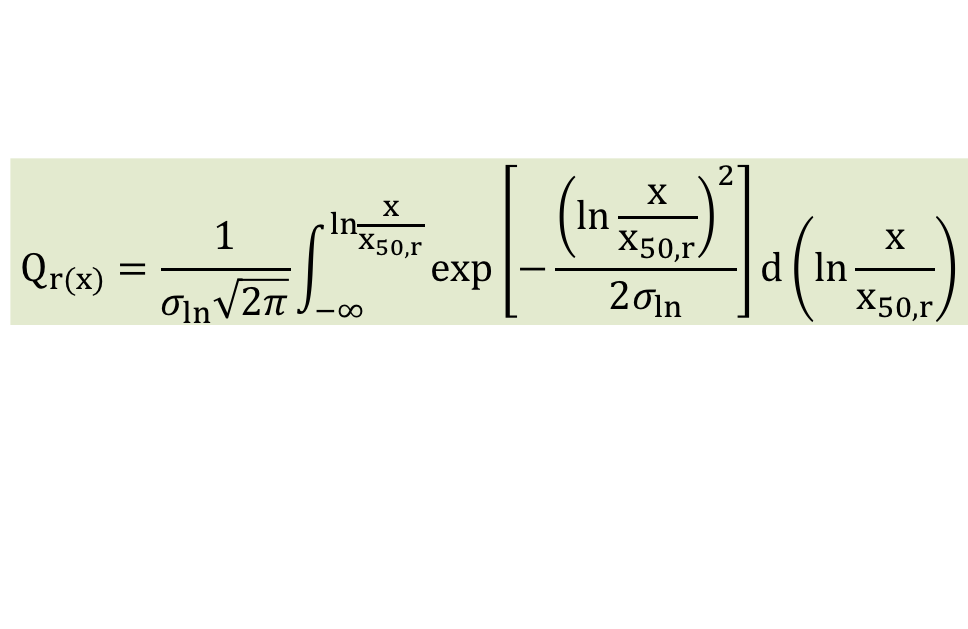 Q_{r(x)} = \frac{1}{\sigma_{\ln}\sqrt{2\pi}} \int_{-\infty}^{\ln\frac{x}{x_{50,r}}} \exp\left[-\frac{\left(\ln\frac{x}{x_{50,r}}\right)^2}{2\sigma_{\ln}}\right] d\left(\ln\frac{x}{x_{50,r}}\right)